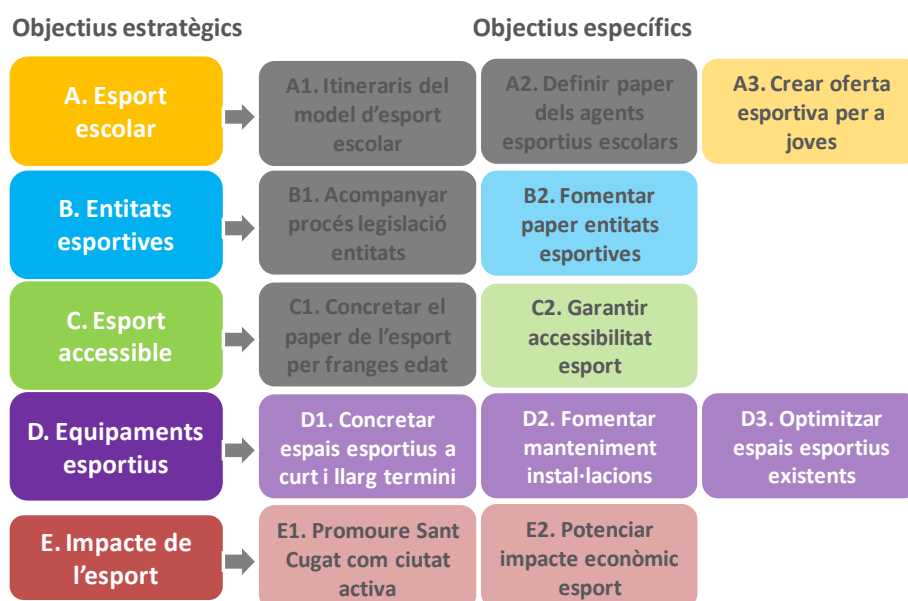 Objectius estratègics
Objectius específics
A. Esport
escolar
A1. Itineraris del
model d’esport
escolar
A2. Definir paper
dels agents
esportius escolars
A3. Crear oferta
esportiva per a
joves
B. Entitats
esportives
B1. Acompanyar
procés legislació
entitats
B2. Fomentar
paper entitats
esportives
C. Esport
accessible
C1. Concretar el
paper de l’esport
per franges edat
C2. Garantir
accessibilitat
esport
D. Equipaments
esportius
D1. Concretar
espais esportius a
curt i llarg termini
D2. Fomentar
manteniment
instal·lacions
D3. Optimitzar
espais esportius
existents
E. Impacte de
l’esport
E1. Promoure Sant
Cugat com ciutat
activa
E2. Potenciar
impacte econòmic
esport